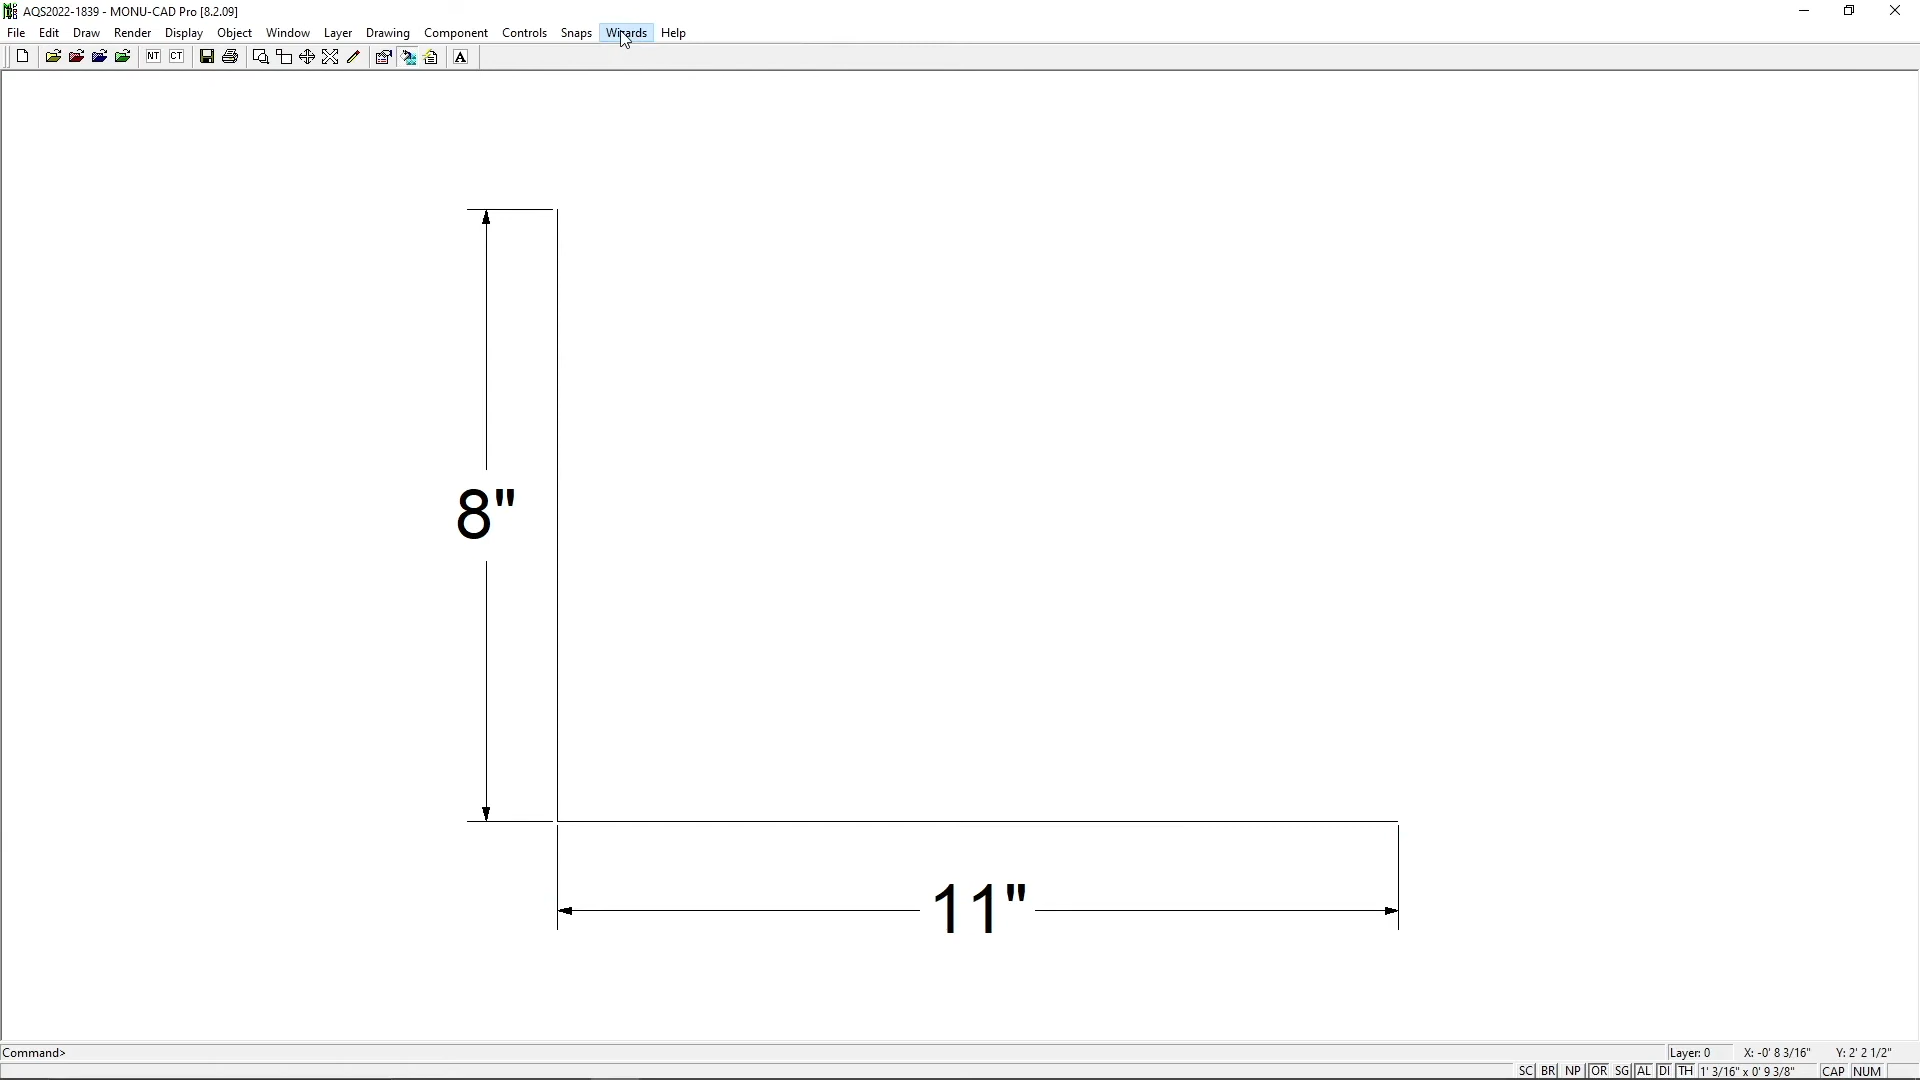 AQS2022-1839 - MONU-CAD Pro [8.2.09]
File Edit Draw Render Display Object Window Layer Drawing Component Controls Snaps Wizards Help
NT CT A
8"
11"
Command>
Layer: 0 X: -0' 8 3/16" Y: 2' 2 1/2"
SC BR NP OR SG AL DI TH 1' 3/16" x 0' 9 3/8" CAP NUM